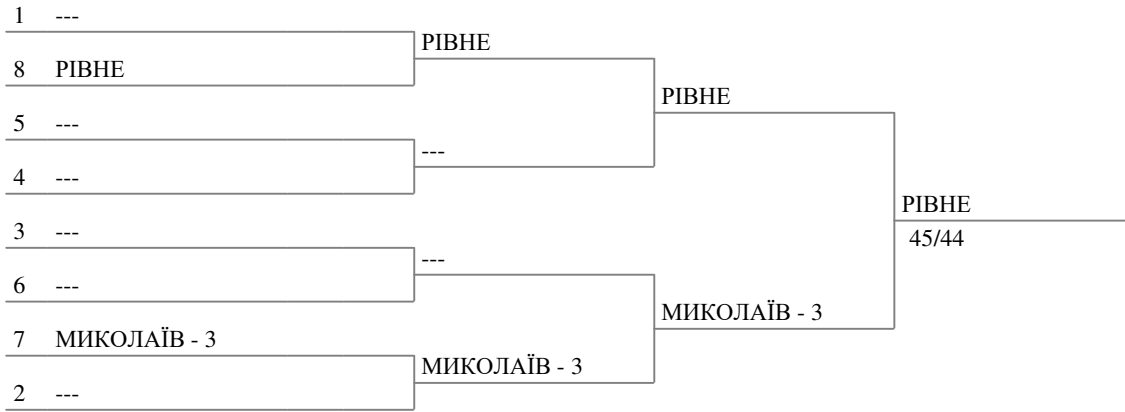 1 ---
РІВНЕ
8 РІВНЕ
РІВНЕ
5 ---
---
4 ---
РІВНЕ
3 ---
45/44
---
6 ---
МИКОЛАЇВ - 3
7 МИКОЛАЇВ - 3
МИКОЛАЇВ - 3
2 ---